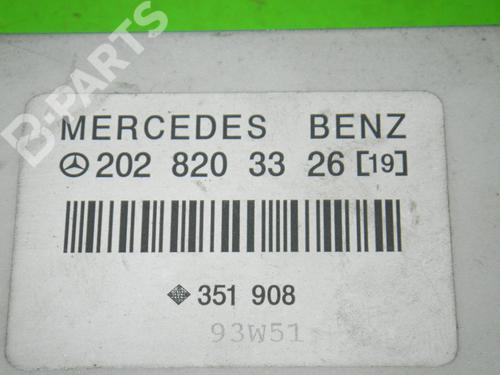 B-PARTS
MERCEDES BENZ
202 820 33 26 [19]
351 908
93W51